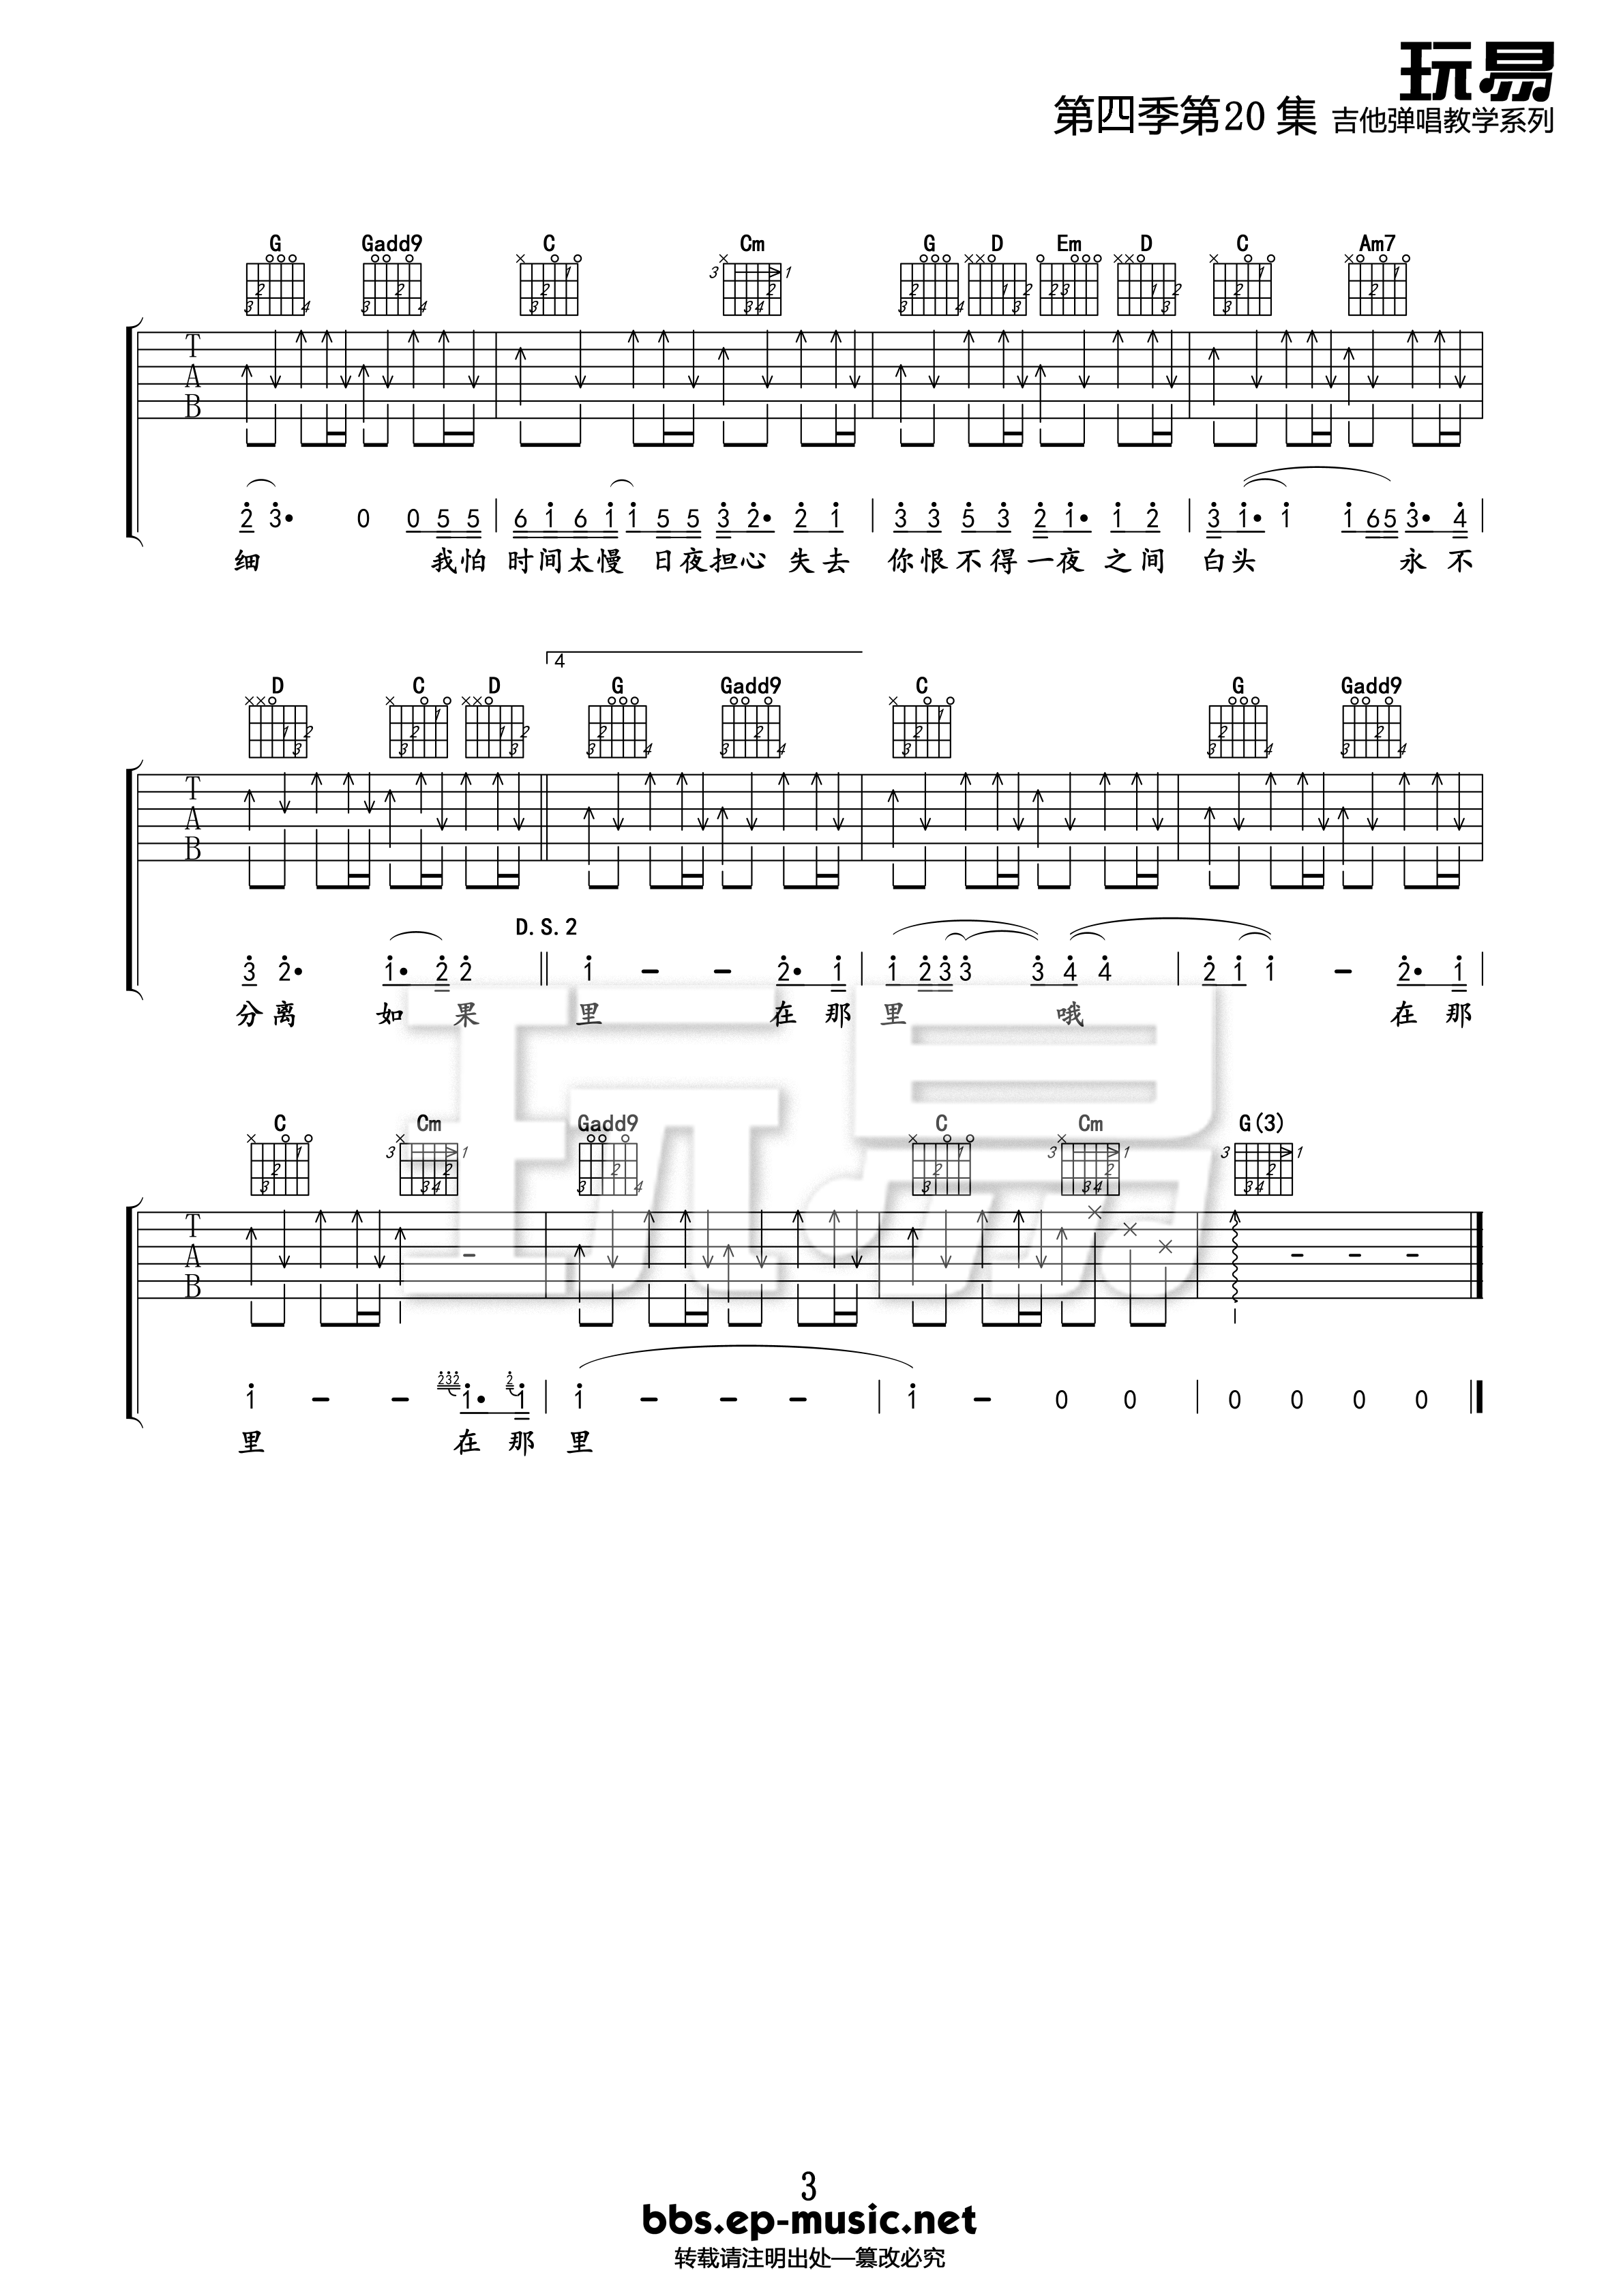 玩易
第四季第20集 吉他弹唱教学系列
G Gadd9 C Cm G D Em D C Am7
T
A
B
2 3· 0 0 5 5 6 1 6 1 1 5 5 3 2· 2 1 3 3 5 3 2 1· 1 2 3 1· 1 1 6 5 3· 4
细 我怕 时间太慢 日夜担心 失去 你恨不得一夜之间 白头 永不
4
D C D G Gadd9 C G Gadd9
T
A
B
D.S.2
3 2· 1· 2 2 1 - - 2· 1 1 2 3 3 3 4 4 2 1 1 - 2· 1
分离 如果 里 在那 里 哦 在那
玩易
C Cm Gadd9 C Cm G(3)
T
A
B
1 - - 232 1· 2 1 1 - - - 1 - 0 0 0 0 0 0
里 在那 里
3
bbs.ep-music.net
转载请注明出处—篡改必究